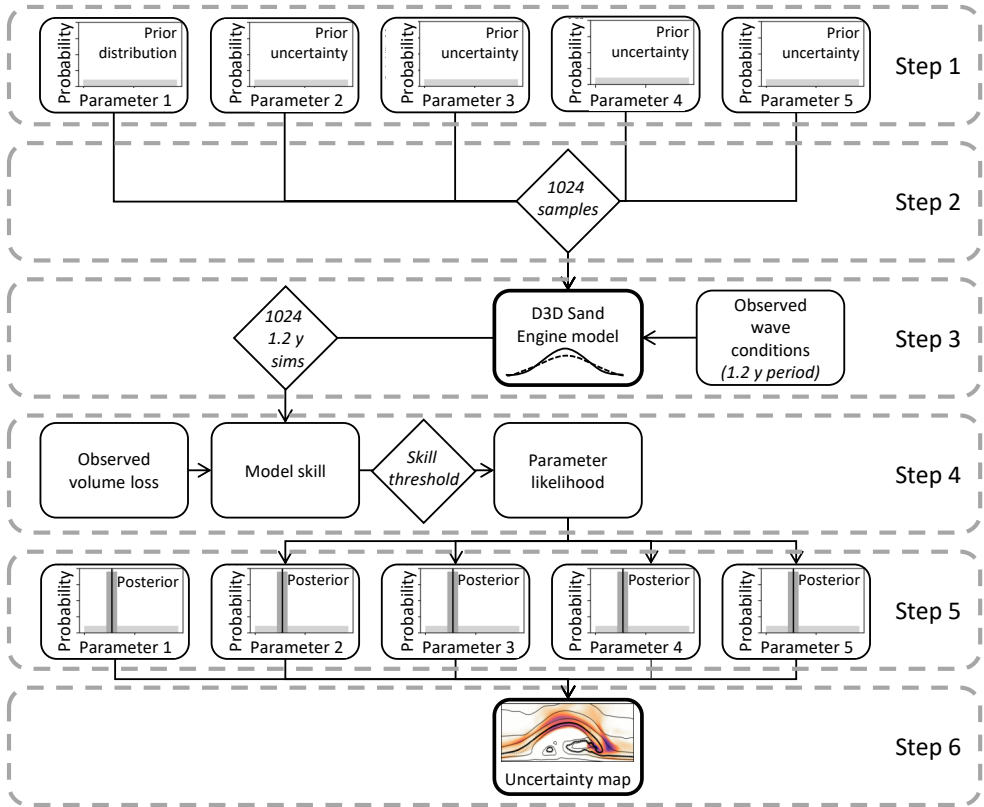 Probability
Prior
distribution
Parameter 1
Probability
Prior
uncertainty
Parameter 2
Probability
Prior
uncertainty
Parameter 3
Probability
Prior
uncertainty
Parameter 4
Probability
Prior
uncertainty
Parameter 5
Step 1
1024
samples
Step 2
1024
1.2 y
sims
D3D Sand
Engine model
Observed
wave
conditions
(1.2 y period)
Step 3
Observed
volume loss
Model skill
Skill
threshold
Parameter
likelihood
Step 4
Probability
Posterior
Parameter 1
Probability
Posterior
Parameter 2
Probability
Posterior
Parameter 3
Probability
Posterior
Parameter 4
Probability
Posterior
Parameter 5
Step 5
Uncertainty map
Step 6